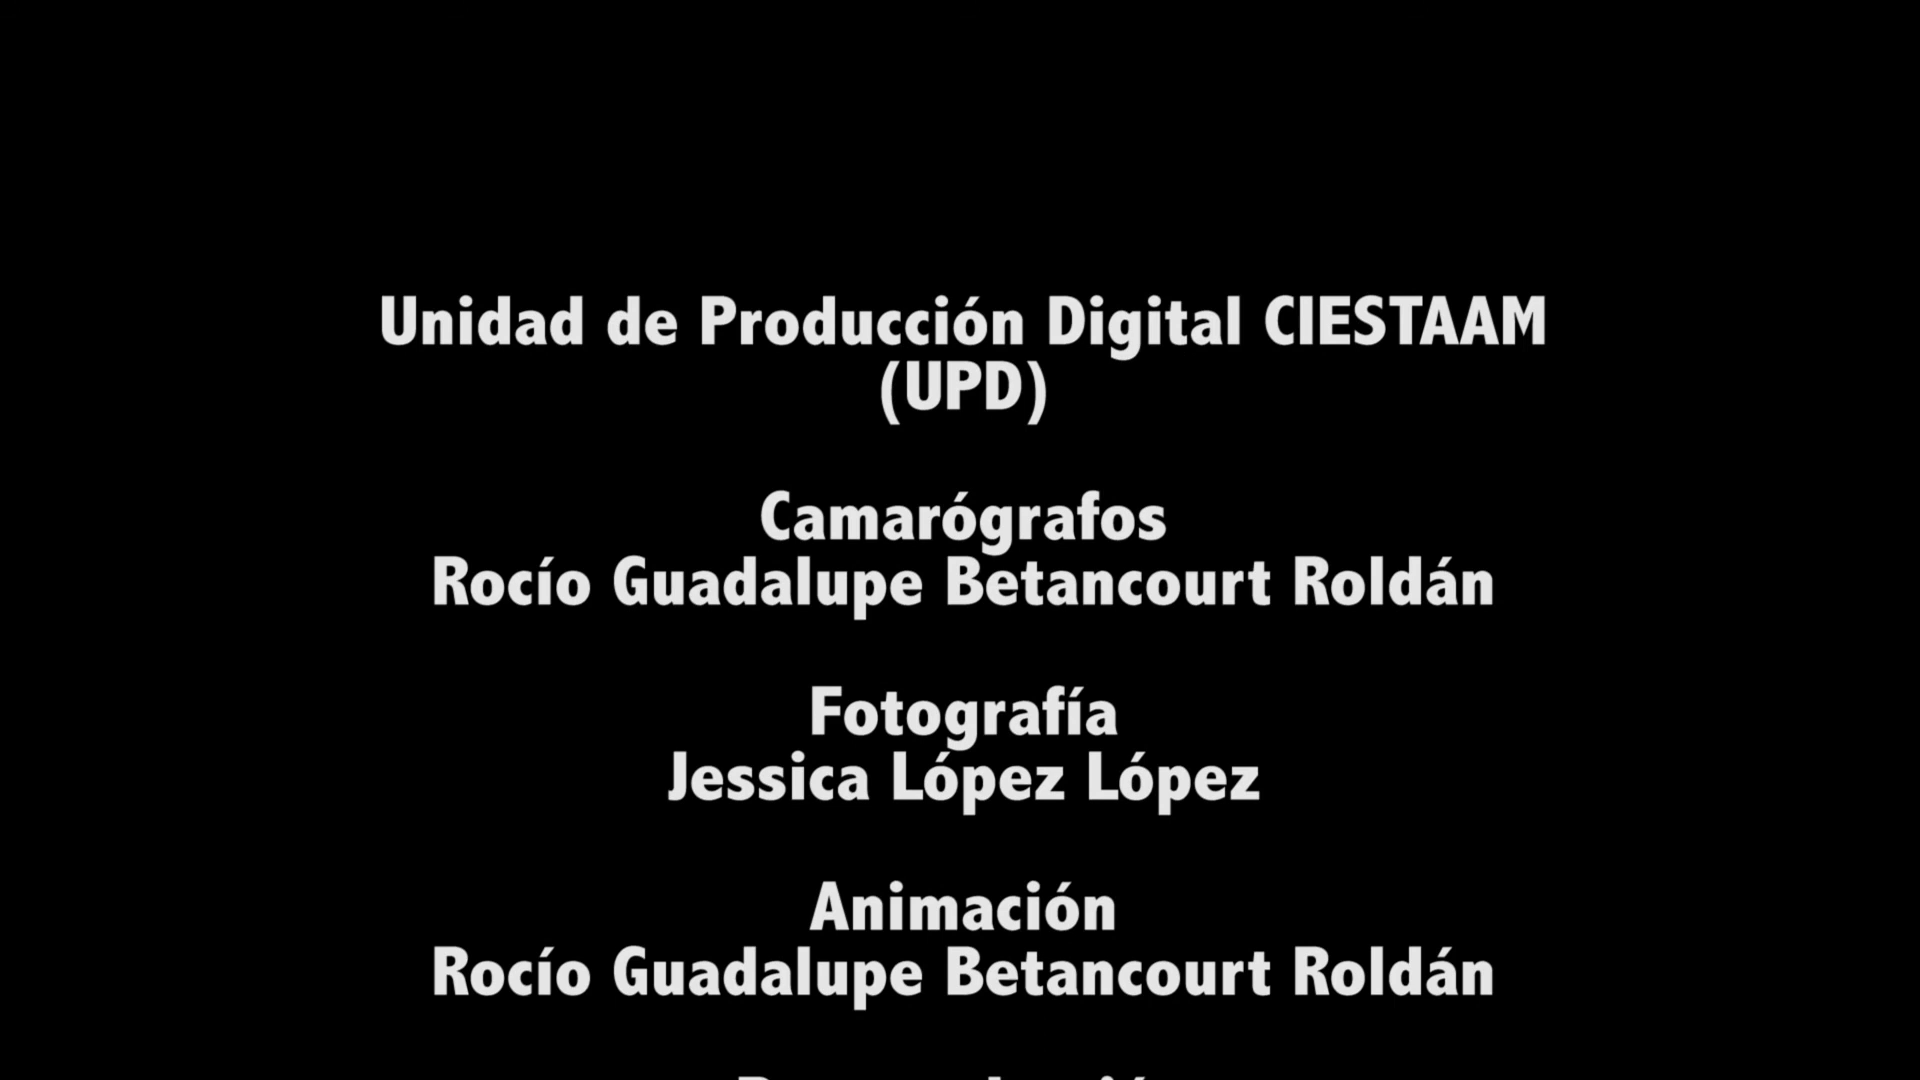 Unidad de Producción Digital CIESTAAM
(UPD)
Camarógrafos
Rocío Guadalupe Betancourt Roldán
Fotografía
Jessica López López
Animación
Rocío Guadalupe Betancourt Roldán